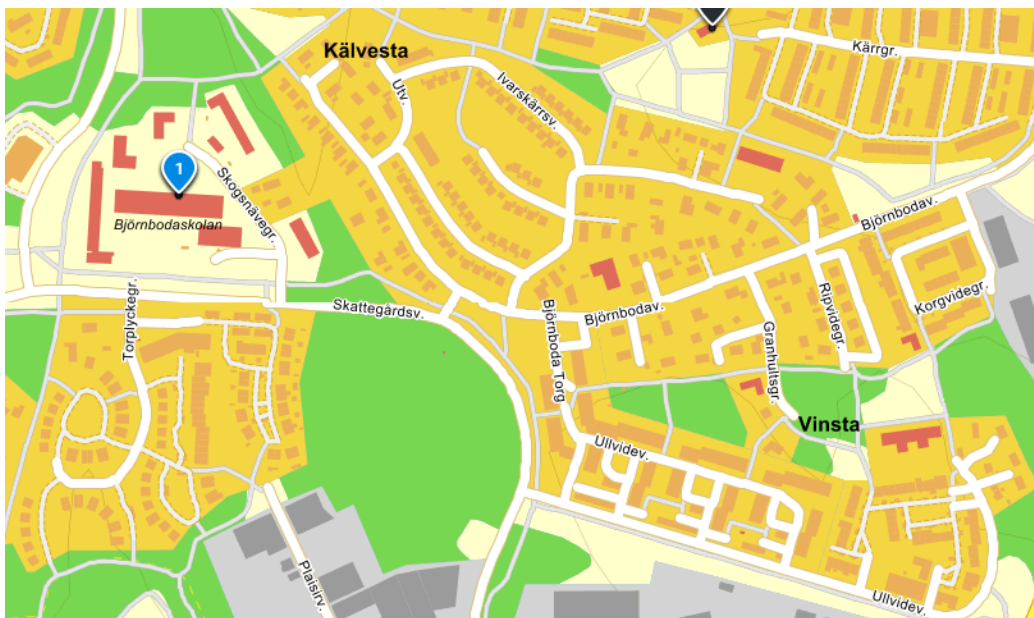 Kälvesta
Kärrgr.
Utv.
Ivarskärrsv.
1
Skogsnävegr.
Björnbodaskolan
Björnbodav.
Torplyckegr.
Skattegårdsv.
Björnboda Torg
Björnbodav.
Ripvidegr.
Korgvidegr.
Granhultsgr.
Vinsta
Ullvidev.
Plaisirv.
Ullvidev.